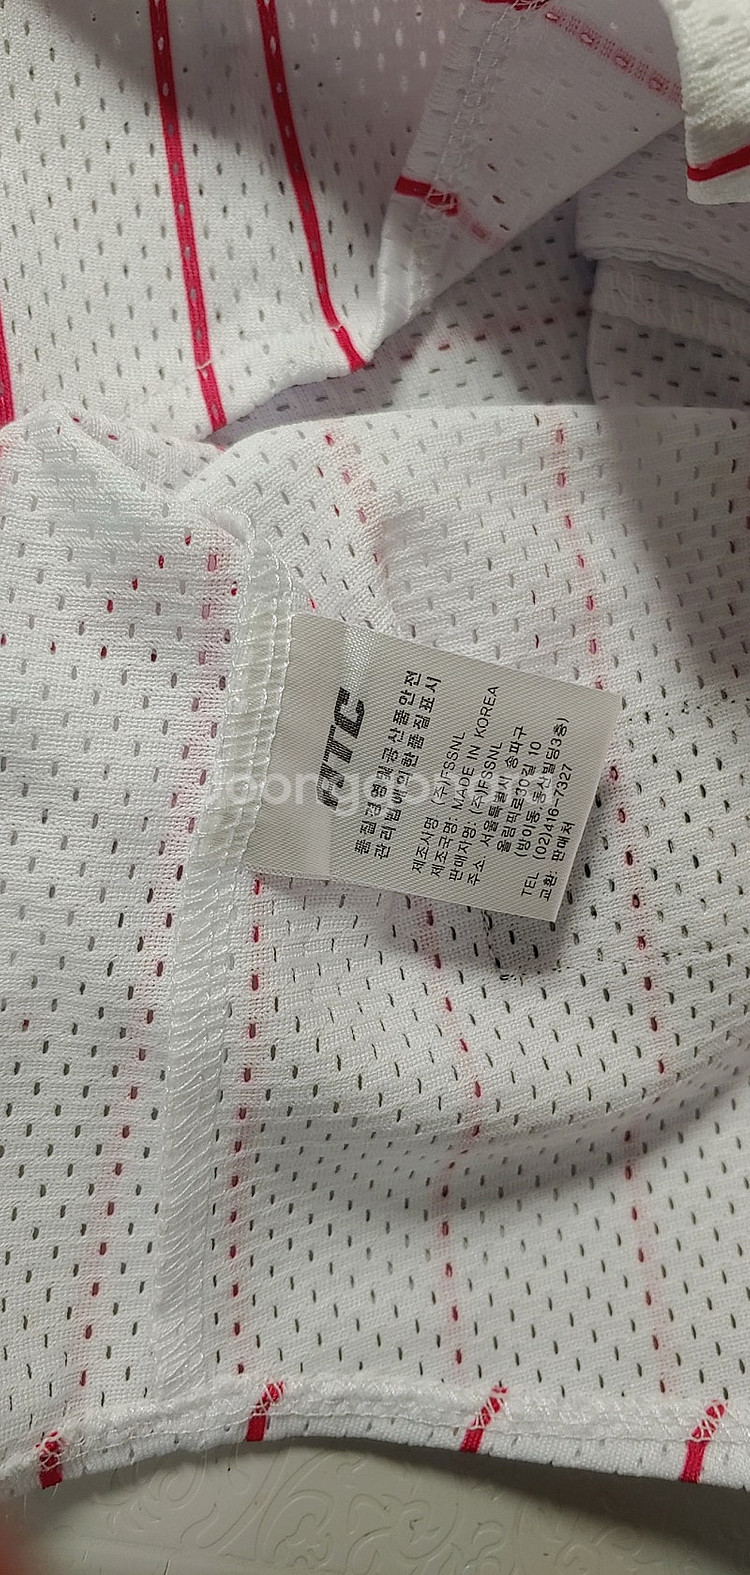 품질경영및공산품안전
관리법에의한품질표시
제조사명: (주)FSSNL
제조국명: MADE IN KOREA
판매자명: (주)FSSNL
주소: 서울특별시 송파구
올림픽로30길 10
(방이동,동신빌딩3층)
TEL (02)416-7327
교환: 판매처